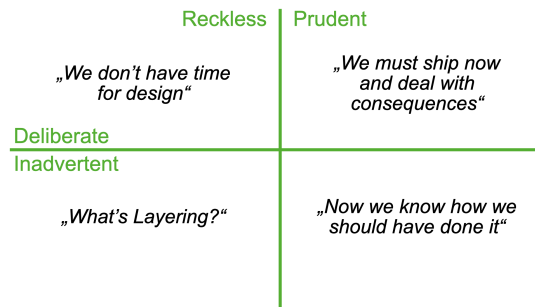 Reckless
Prudent
„We don’t have time
for design“
„We must ship now
and deal with
consequences“
Deliberate
Inadvertent
„What’s Layering?“
„Now we know how we
should have done it“